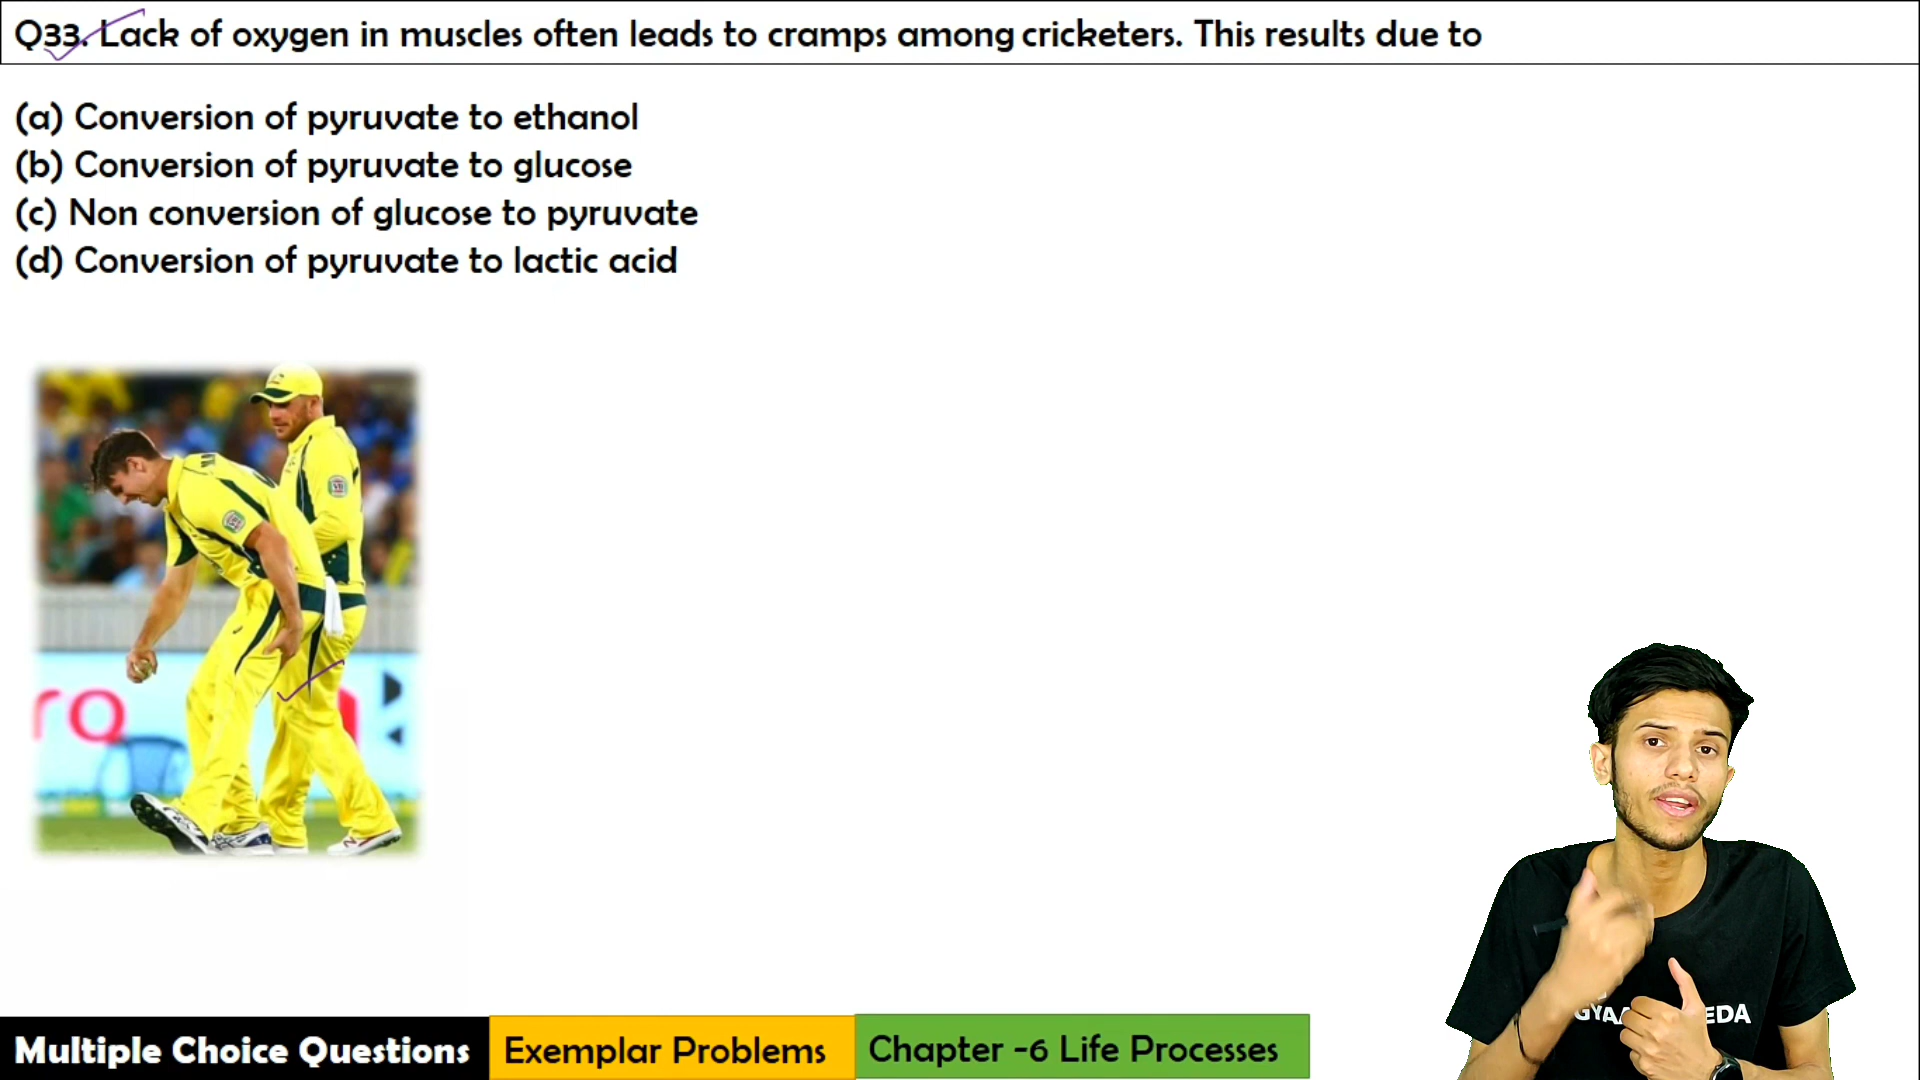 Q33. Lack of oxygen in muscles often leads to cramps among cricketers. This results due to
(a) Conversion of pyruvate to ethanol
(b) Conversion of pyruvate to glucose
(c) Non conversion of glucose to pyruvate
(d) Conversion of pyruvate to lactic acid
rQ
EDA
Multiple Choice Questions
Exemplar Problems
Chapter -6 Life Processes